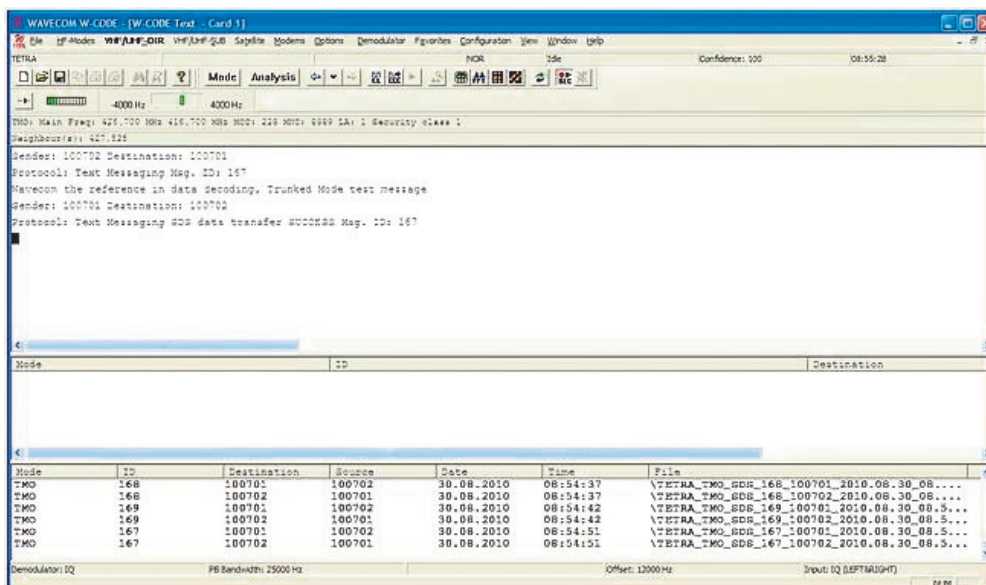 WAVECOM W-CODE - [W-CODE Text - Card 1]
File HF-Modes VHF/UHF-DIR VHF/UHF-SUB Satellite Modems Options Demodulator Favorites Configuration View Window Help
TETRA NOR Idle Confidence: 100 08:55:28
Mode Analysis
-4000 Hz 4000 Hz
TMO: Main Freq: 426.700 MHz 416.700 MHz MCC: 228 MNC: LA: 1 Security class 1
Neighbour(s): 427.525
Sender: 100702 Destination: 100701
Protocol: Text Messaging Msg. ID: 167
Wavecom the reference in data decoding, Trunked Mode test message
Sender: 100701 Destination: 100702
Protocol: Text Messaging SDS data transfer SUCCESS Msg. ID: 167
Mode ID Destination
Mode ID Destination Source Date Time File
TMO 168 100701 100702 30.08.2010 08:54:37 \TETRA_TMO_SDS_168_100701_2010.08.30_08....
TMO 168 100702 100701 30.08.2010 08:54:37 \TETRA_TMO_SDS_168_100702_2010.08.30_08....
TMO 169 100701 100702 30.08.2010 08:54:42 \TETRA_TMO_SDS_169_100701_2010.08.30_08.5...
TMO 169 100702 100701 30.08.2010 08:54:42 \TETRA_TMO_SDS_169_100702_2010.08.30_08.5...
TMO 167 100701 100702 30.08.2010 08:54:51 \TETRA_TMO_SDS_167_100701_2010.08.30_08.5...
TMO 167 100702 100701 30.08.2010 08:54:51 \TETRA_TMO_SDS_167_100702_2010.08.30_08.5...
Demodulator: IQ PB Bandwidth: 25000 Hz Offset: 12000 Hz Input: IQ (LEFT&RIGHT)
NUM